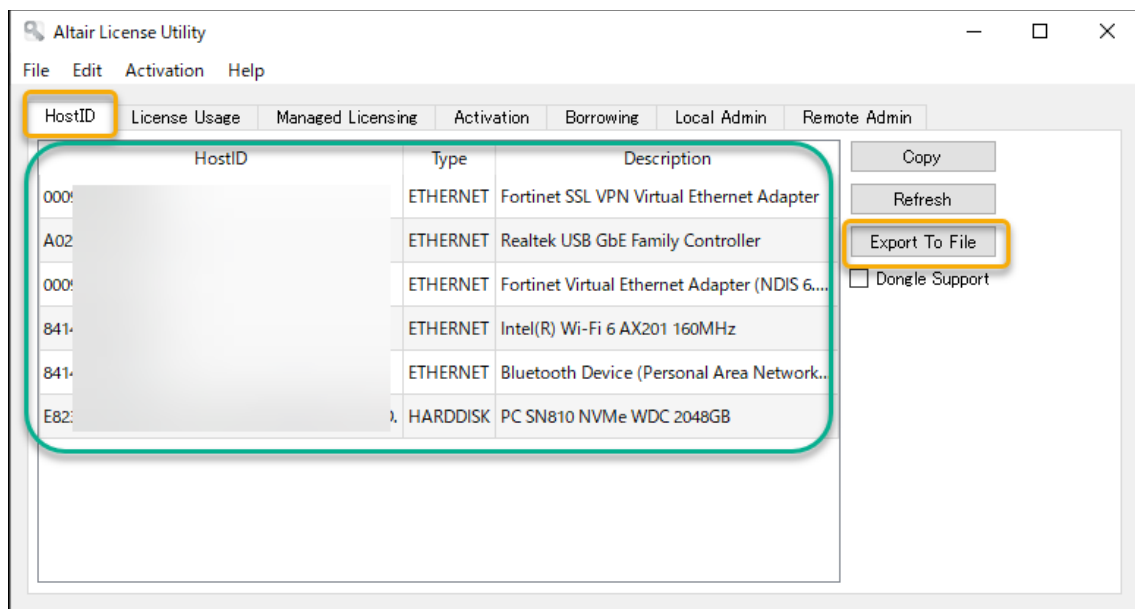 Altair License Utility
File Edit Activation Help
HostID License Usage Managed Licensing Activation Borrowing Local Admin Remote Admin
HostID Type Description Copy
ETHERNET Fortinet SSL VPN Virtual Ethernet Adapter Refresh
A02 ETHERNET Realtek USB GbE Family Controller Export To File
ETHERNET Fortinet Virtual Ethernet Adapter (NDIS 6.... Dongle Support
841 ETHERNET Intel(R) Wi-Fi 6 AX201 160MHz
841 ETHERNET Bluetooth Device (Personal Area Network...
E82 HARDDISK PC SN810 NVMe WDC 2048GB